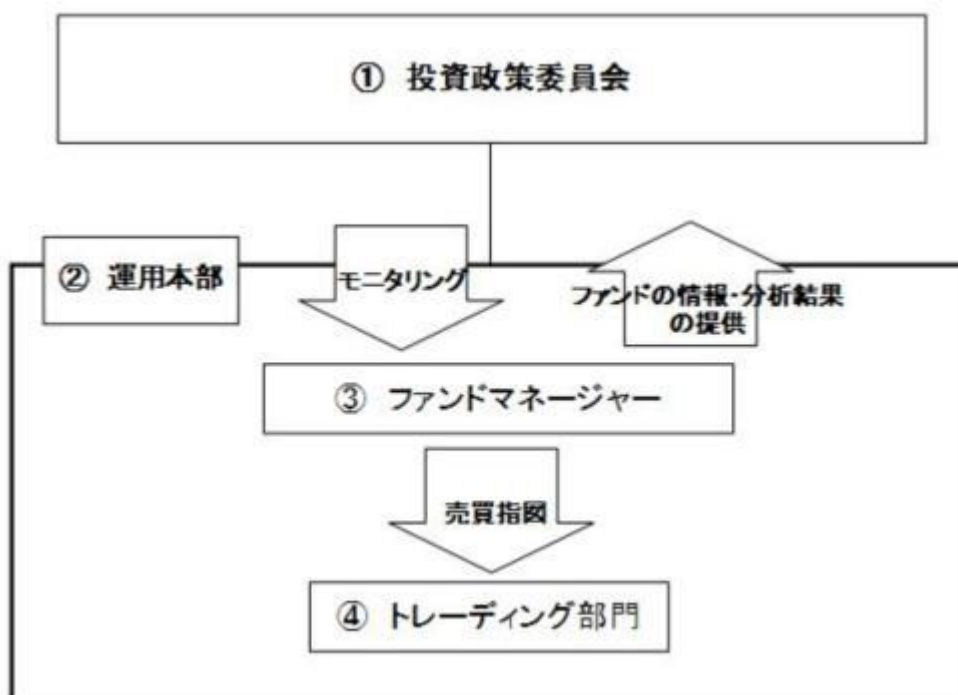 ① 投資政策委員会
② 運用本部
モニタリング
ファンドの情報・分析結果
の提供
③ ファンドマネージャー
売買指図
④ トレーディング部門